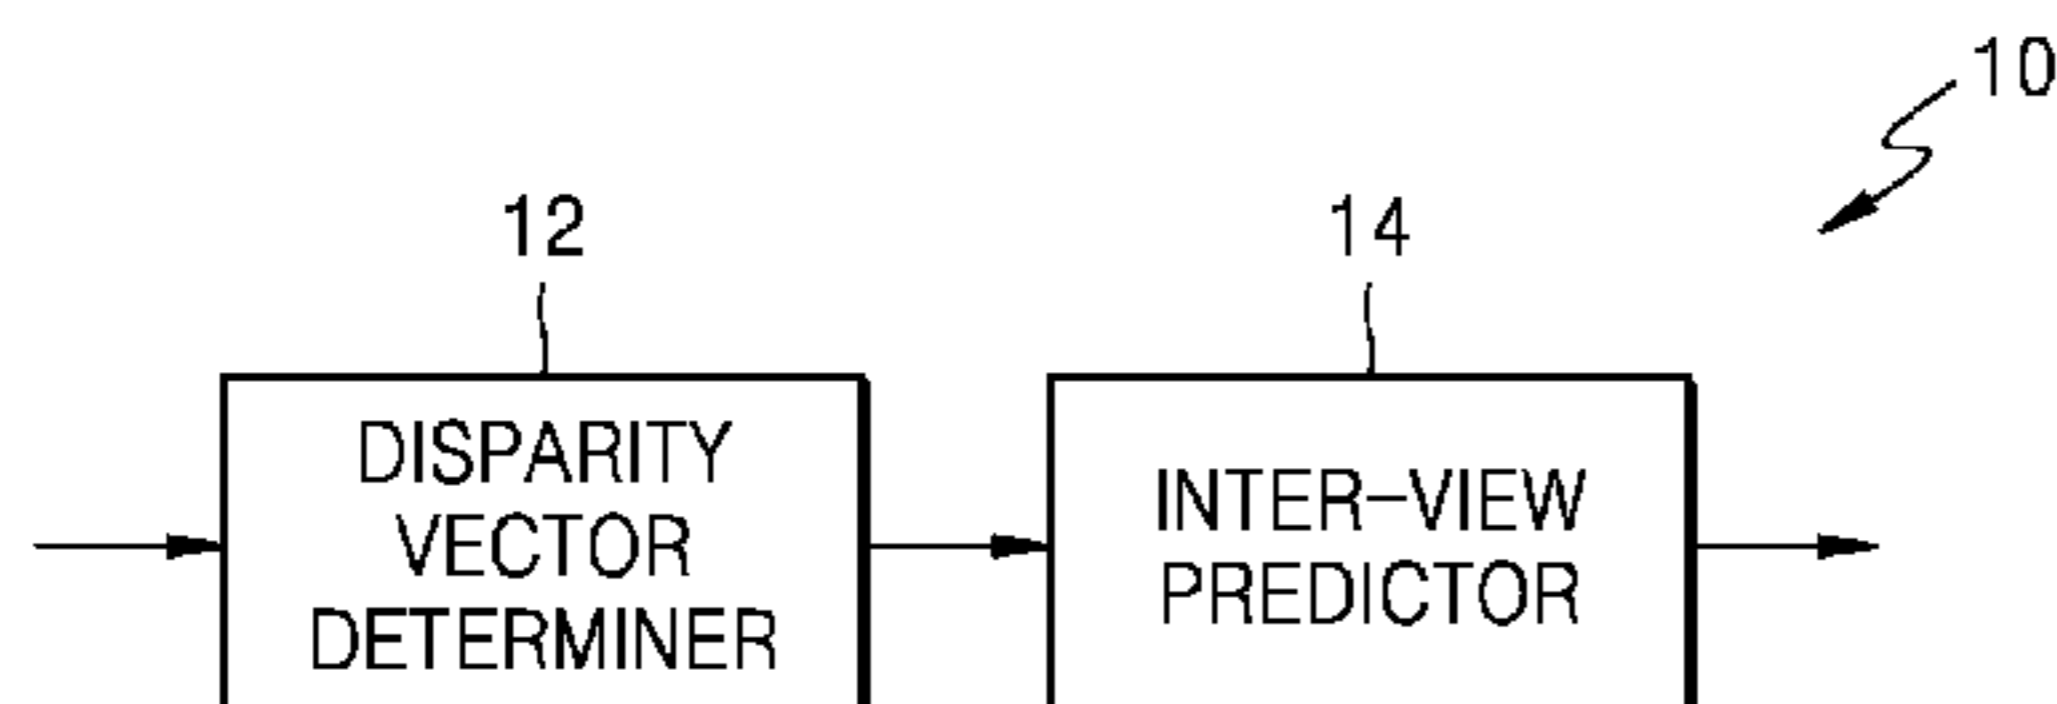 10
12
14
DISPARITY
VECTOR
DETERMINER
INTER-VIEW
PREDICTOR